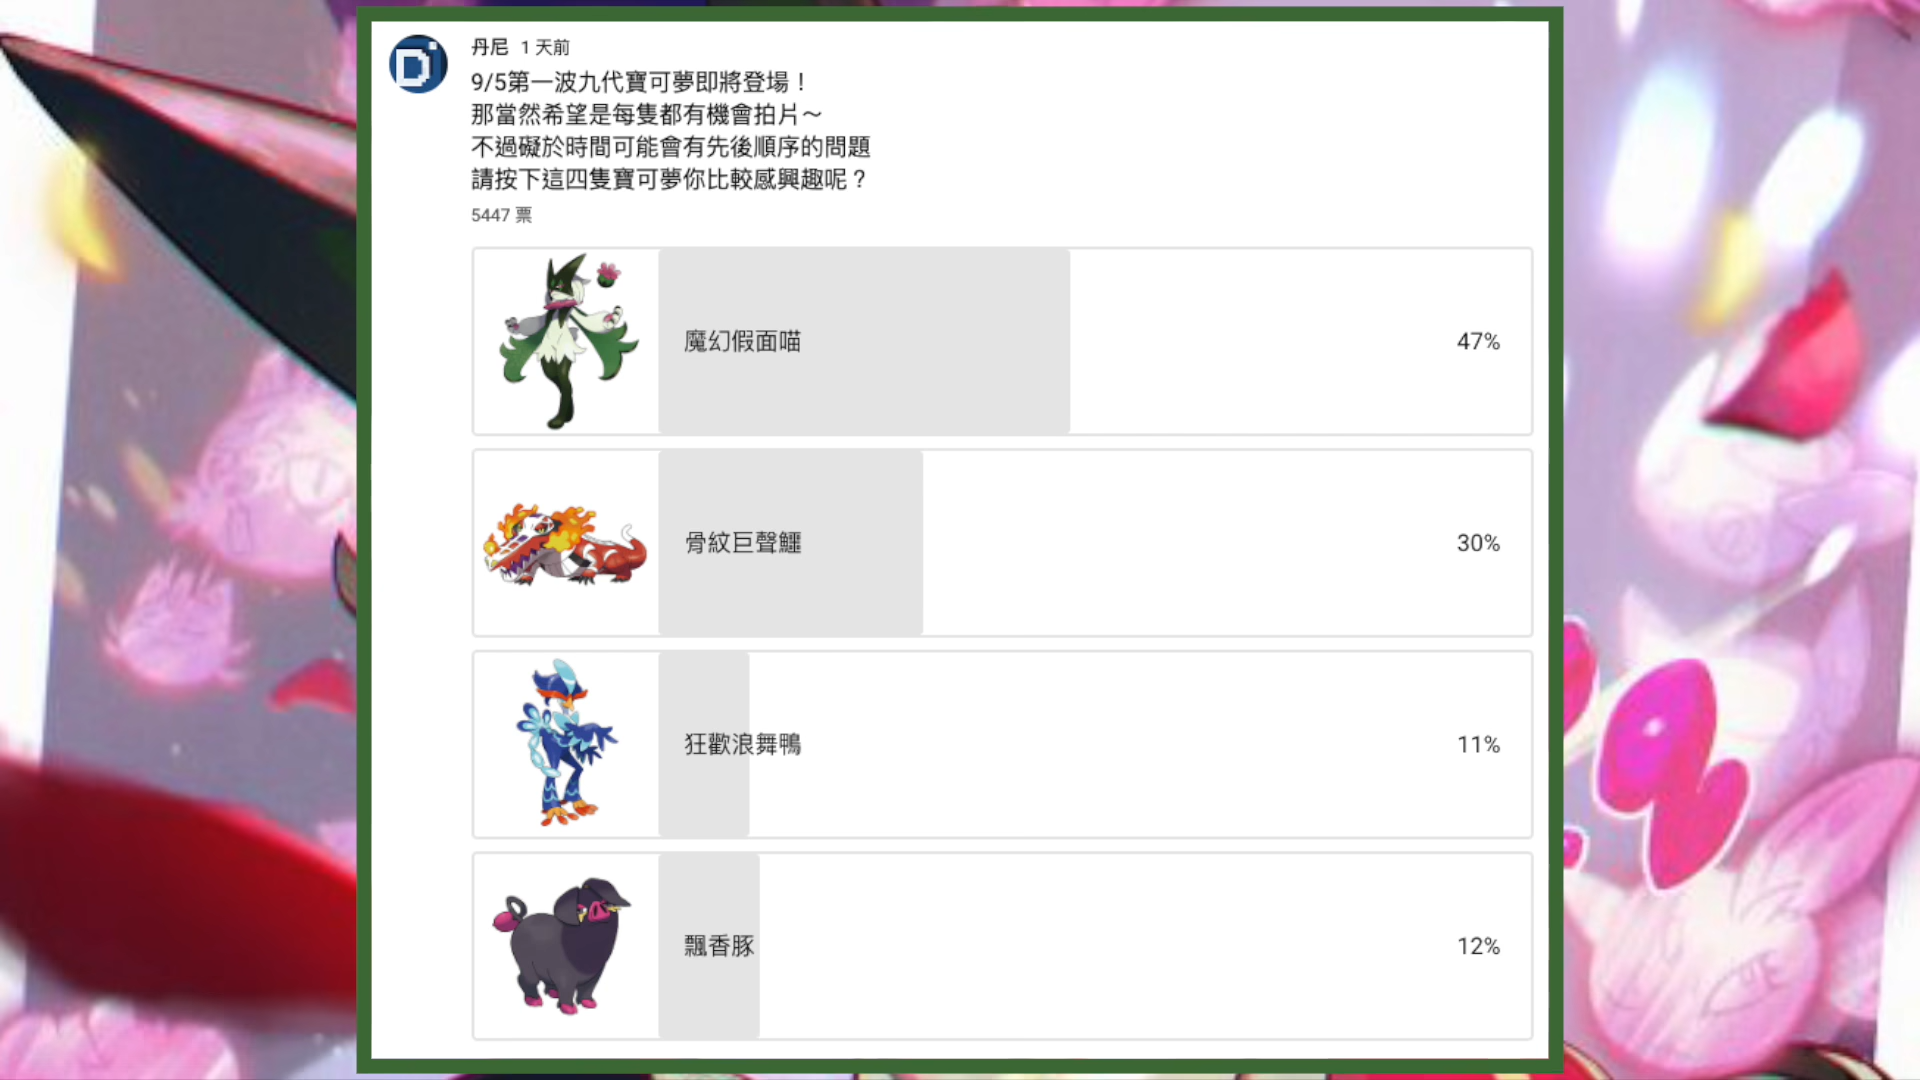 D
丹尼 1 天前
9/5第一波九代寶可夢即將登場！
那當然希望是每隻都有機會拍片～
不過礙於時間可能會有先後順序的問題
請按下這四隻寶可夢你比較感興趣呢？
5447 票
魔幻假面喵 47%
骨紋巨聲鱷 30%
狂歡浪舞鴨 11%
飄香豚 12%